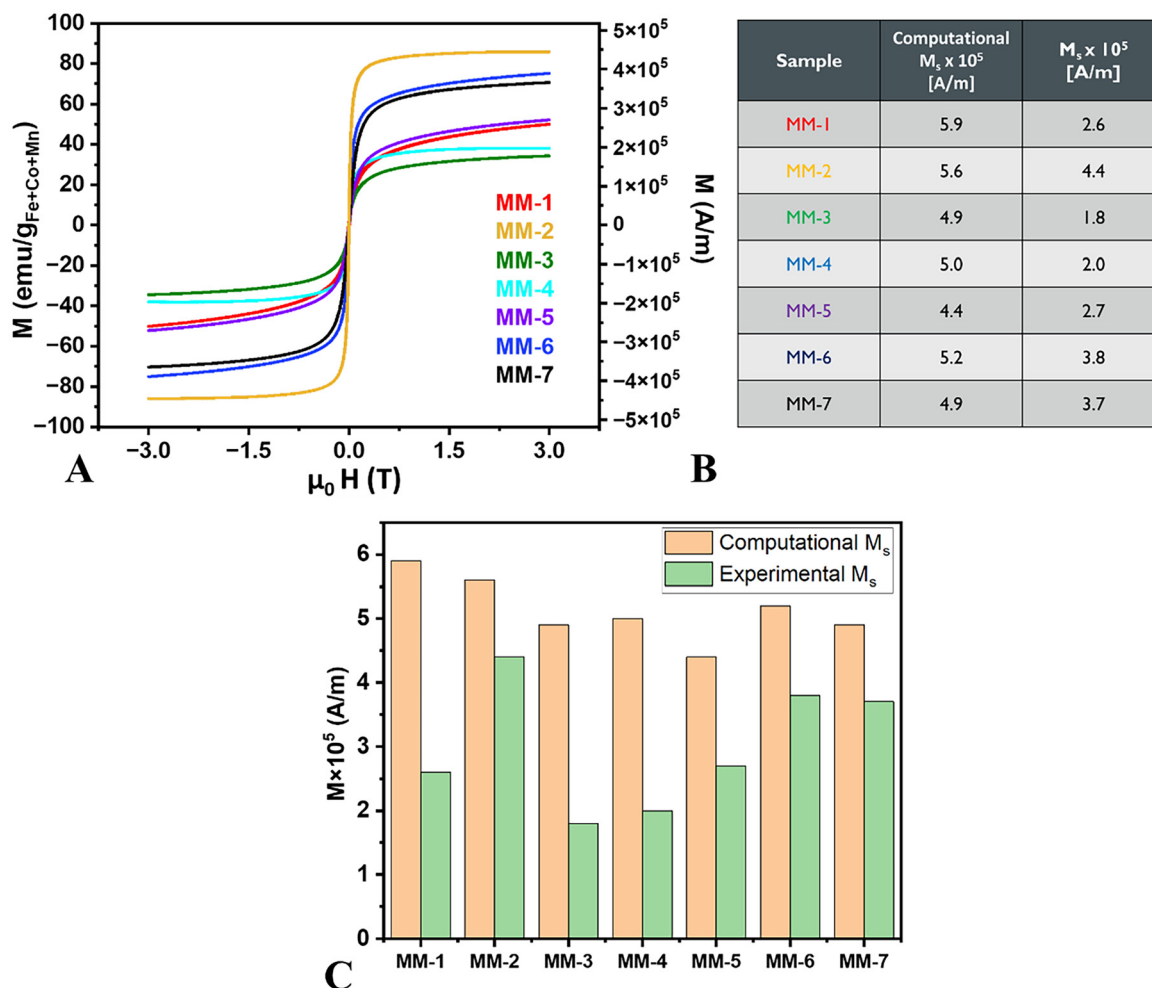 100
80
60
40
20
0
−20
−40
−60
−80
−100
M (emu/gFe+Co+Mn)
5×10⁵
4×10⁵
3×10⁵
2×10⁵
1×10⁵
0
−1×10⁵
−2×10⁵
−3×10⁵
−4×10⁵
−5×10⁵
M (A/m)
MM-1
MM-2
MM-3
MM-4
MM-5
MM-6
MM-7
−3.0 −1.5 0.0 1.5 3.0
μ₀ H (T)
A
Sample Computational Mₛ x 10⁵ [A/m] Mₛ x 10⁵ [A/m]
MM-1 5.9 2.6
MM-2 5.6 4.4
MM-3 4.9 1.8
MM-4 5.0 2.0
MM-5 4.4 2.7
MM-6 5.2 3.8
MM-7 4.9 3.7
B
Computational Mₛ
Experimental Mₛ
6
5
4
3
2
1
0
M×10⁵ (A/m)
MM-1 MM-2 MM-3 MM-4 MM-5 MM-6 MM-7
C